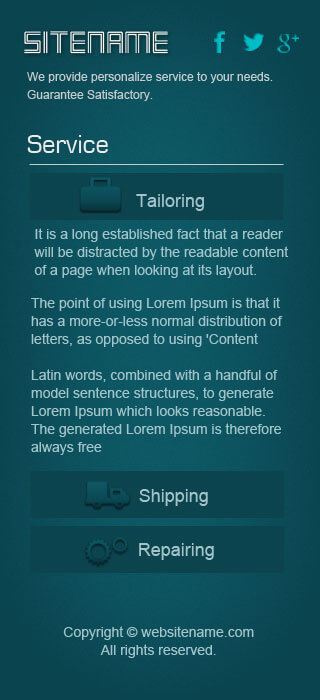 SITENAME
We provide personalize service to your needs.
Guarantee Satisfactory.
Service
Tailoring
It is a long established fact that a reader
will be distracted by the readable content
of a page when looking at its layout.
The point of using Lorem Ipsum is that it
has a more-or-less normal distribution of
letters, as opposed to using 'Content
Latin words, combined with a handful of
model sentence structures, to generate
Lorem Ipsum which looks reasonable.
The generated Lorem Ipsum is therefore
always free
Shipping
Repairing
Copyright © websitename.com
All rights reserved.